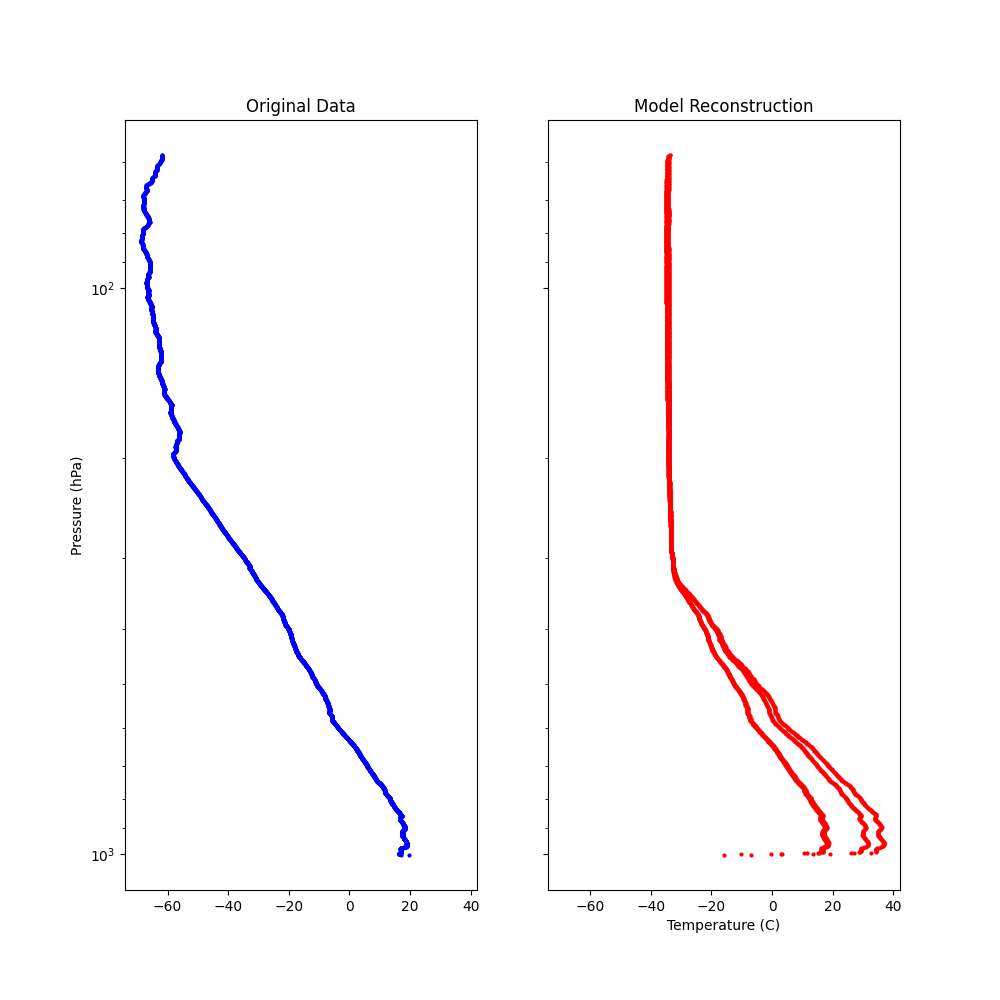 Original Data
Model Reconstruction
Pressure (hPa)
10²
10³
−60 −40 −20 0 20 40
−60 −40 −20 0 20 40
Temperature (C)